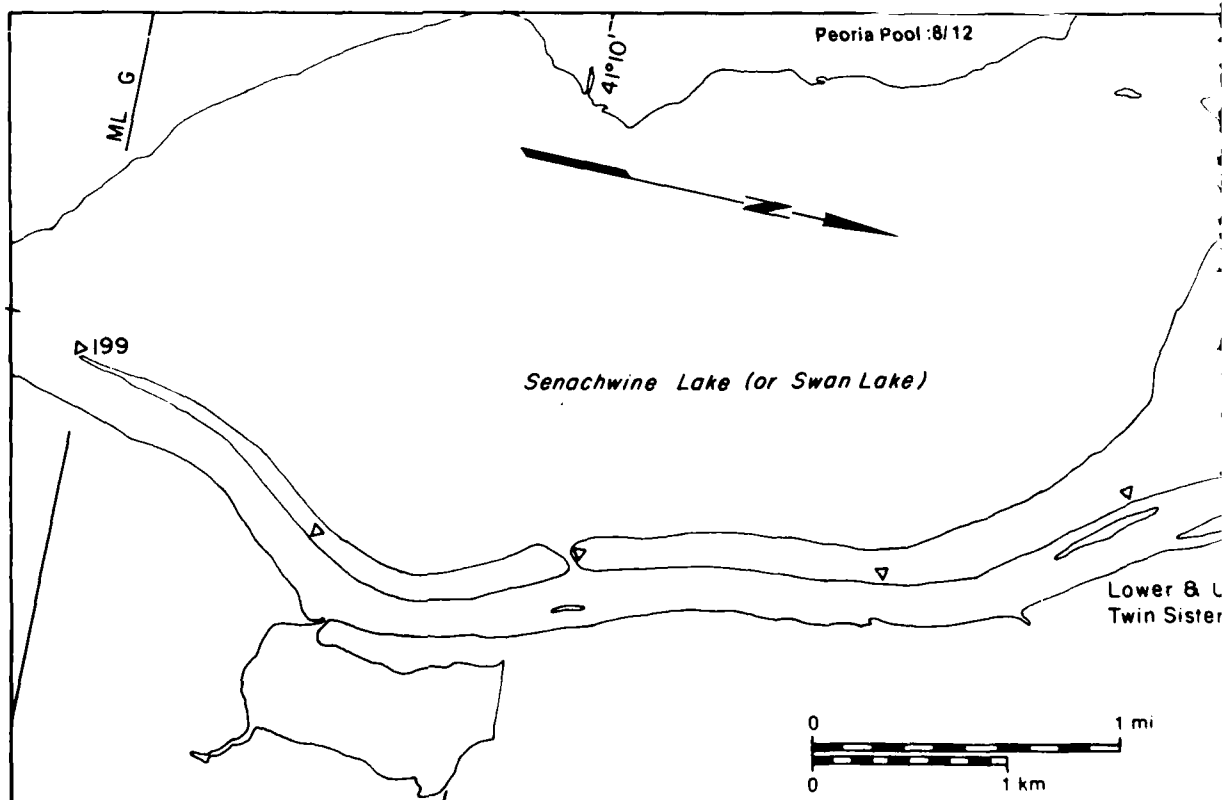 Peoria Pool :8/12
ML G
41°10'
N
199
Senachwine Lake (or Swan Lake)
Lower & U
Twin Sister
0 1 mi
0 1 km